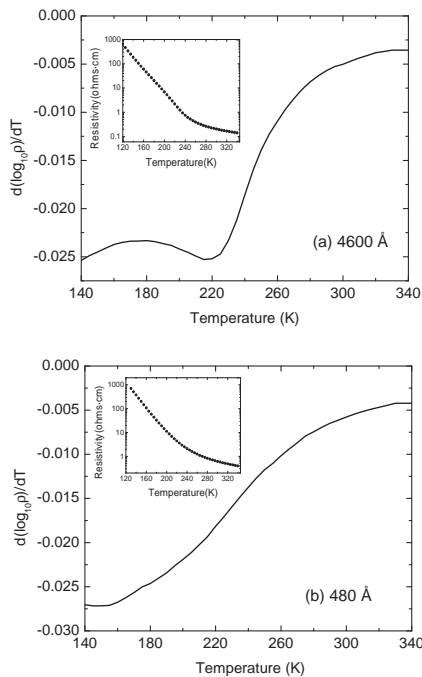 0.000
-0.005
-0.010
-0.015
-0.020
-0.025
d(log10ρ)/dT
1000
100
10
1
0.1
Resistivity(ohms·cm)
120 160 200 240 280 320
Temperature(K)
(a) 4600 Å
140 180 220 260 300 340
Temperature (K)
0.000
-0.005
-0.010
-0.015
-0.020
-0.025
-0.030
d(log10ρ)/dT
1000
100
10
1
Resistivity(ohms·cm)
120 160 200 240 280 320
Temperature(K)
(b) 480 Å
140 180 220 260 300 340
Temperature (K)